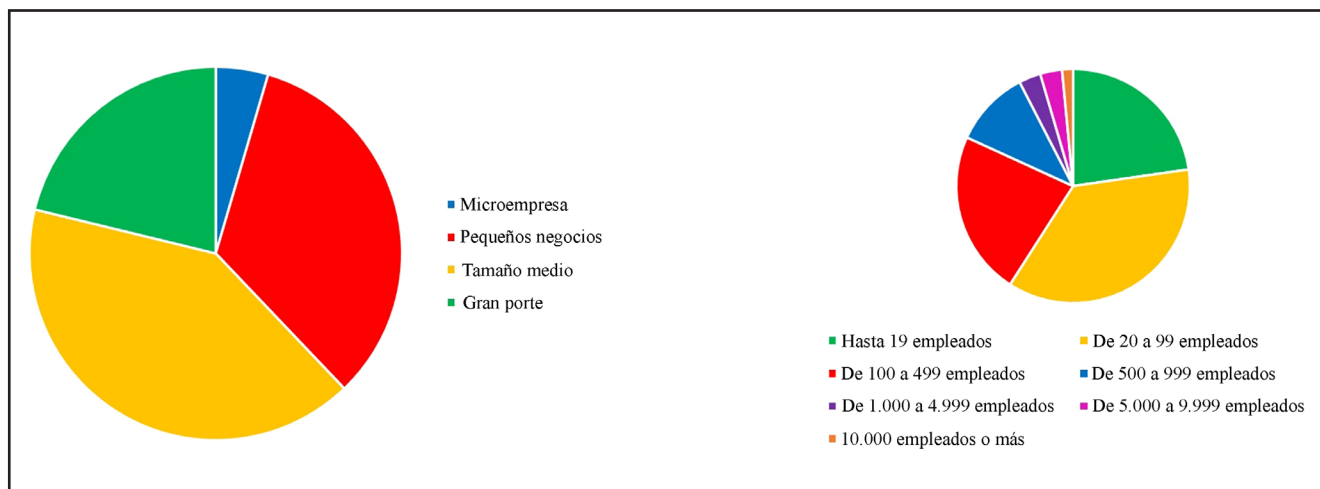 Microempresa
Pequeños negocios
Tamaño medio
Gran porte
Hasta 19 empleados
De 20 a 99 empleados
De 100 a 499 empleados
De 500 a 999 empleados
De 1.000 a 4.999 empleados
De 5.000 a 9.999 empleados
10.000 empleados o más